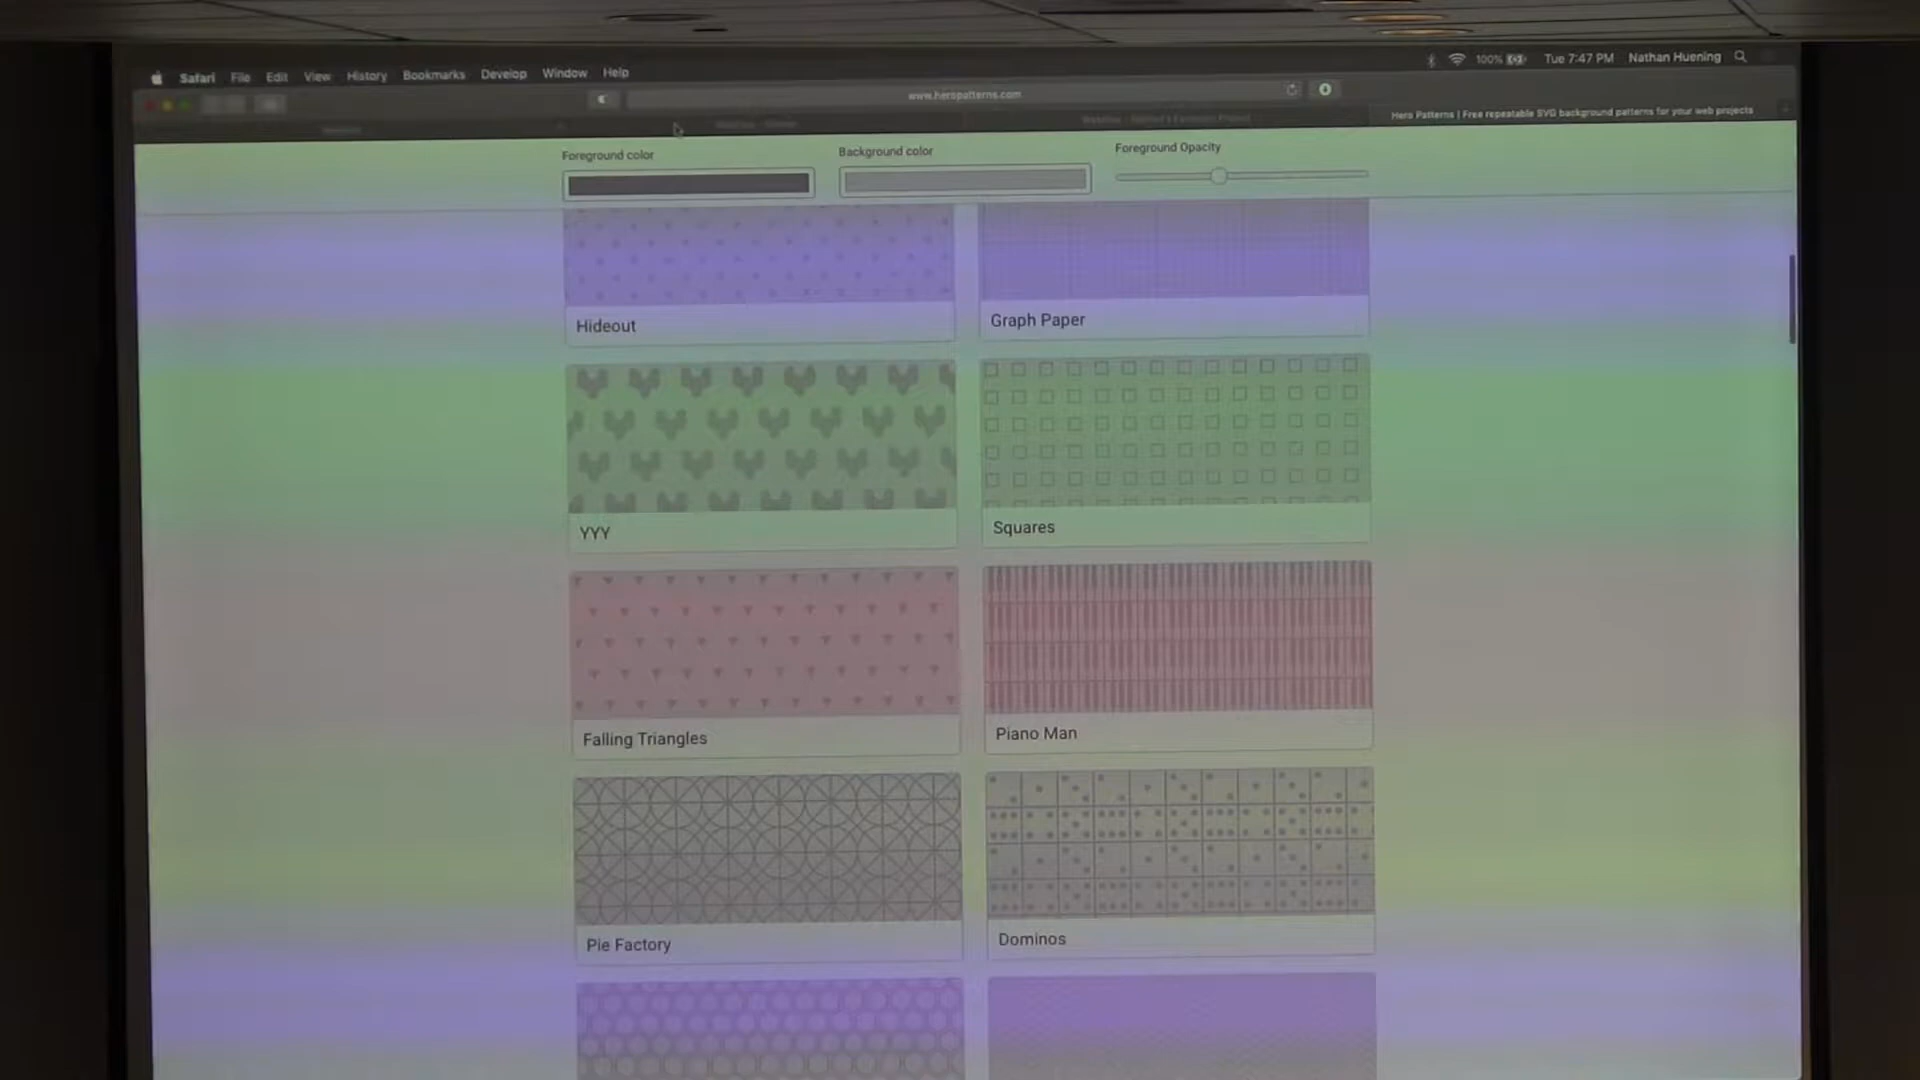 Safari File Edit View History Bookmarks Develop Window Help 100% Tue 7:47 PM Nathan Huening
www.heropatterns.com
Hero Patterns | Free repeatable SVG background patterns for your web projects
Foreground color Background color Foreground Opacity
Hideout Graph Paper
YYY Squares
Falling Triangles Piano Man
Pie Factory Dominos